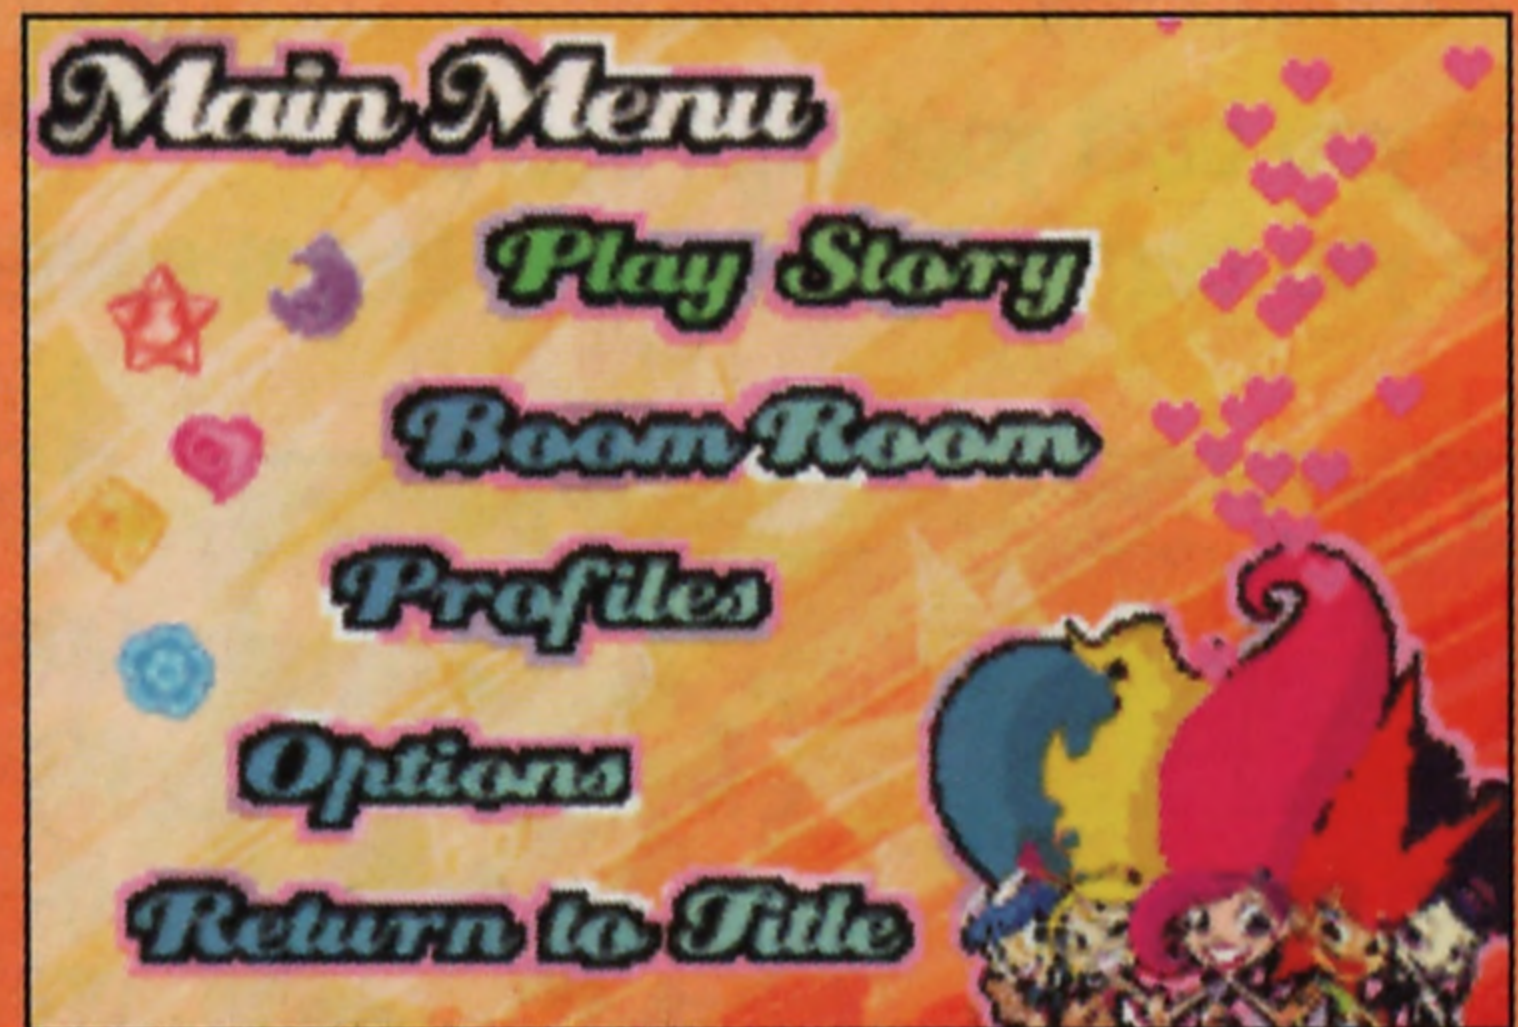 Main Menu
Play Story
Boom Room
Profiles
Options
Return to Title